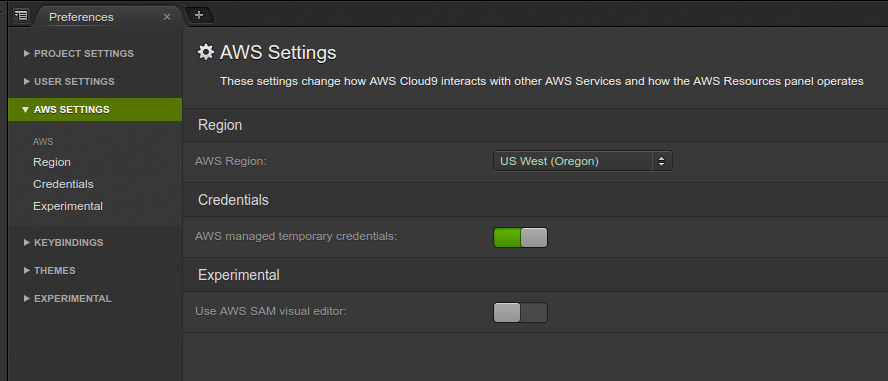 Preferences
PROJECT SETTINGS
USER SETTINGS
AWS SETTINGS
AWS
Region
Credentials
Experimental
KEYBINDINGS
THEMES
EXPERIMENTAL
AWS Settings
These settings change how AWS Cloud9 interacts with other AWS Services and how the AWS Resources panel operates
Region
AWS Region: US West (Oregon)
Credentials
AWS managed temporary credentials:
Experimental
Use AWS SAM visual editor: